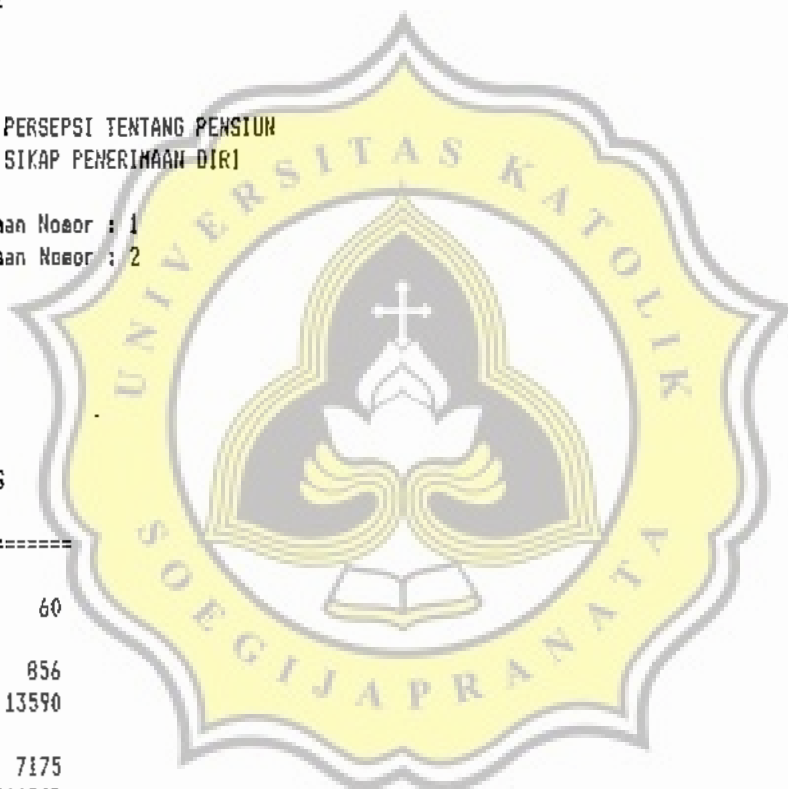 PERSEPSI TENTANG PENSIUN
SIKAP PENERIMAAN DIRI
aan Nomor : 1
aan Nomor : 2
UNIVERSITAS KATOLIK
SOEGIJAPRANATA
S
======
60
856
13590
7175